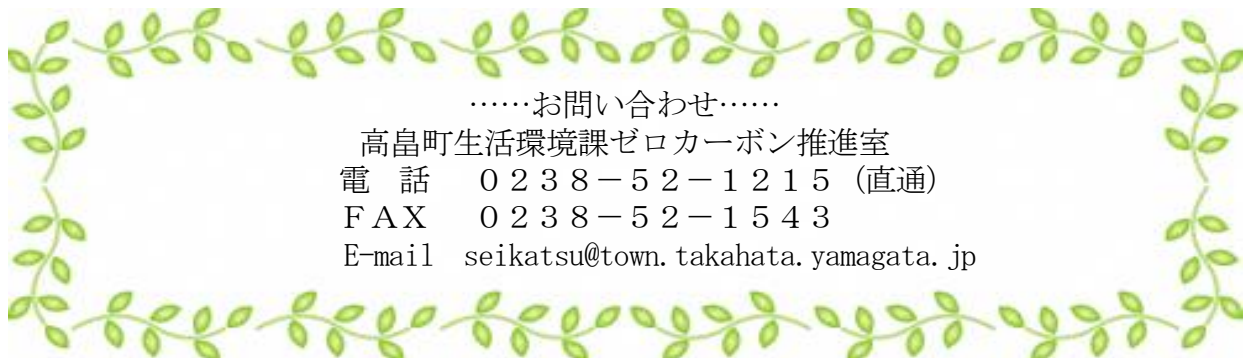 ……お問い合わせ……
高畠町生活環境課ゼロカーボン推進室
電　話　０２３８－５２－１２１５（直通）
ＦＡＸ　０２３８－５２－１５４３
E-mail　seikatsu@town.takahata.yamagata.jp